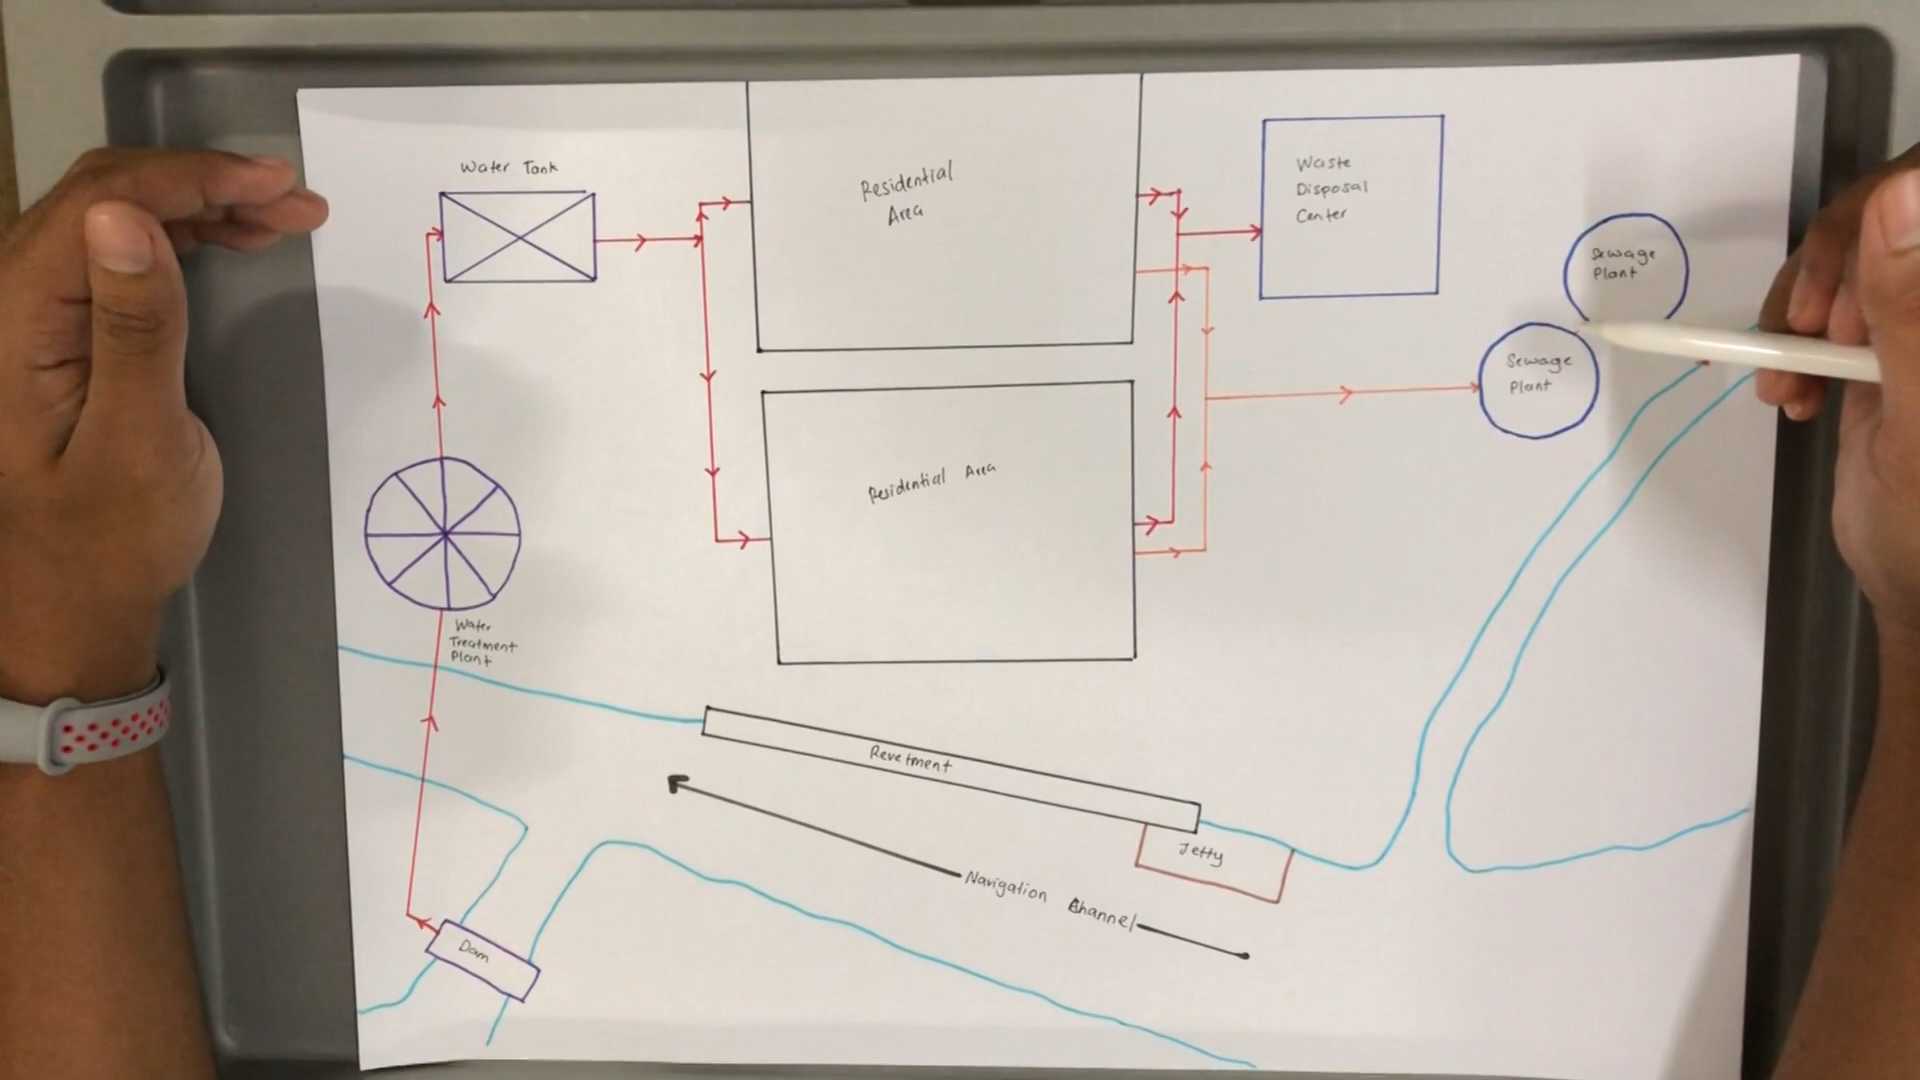 Water Tank
Residential
Area
Waste
Disposal
Center
Sewage
Plant
Sewage
Plant
Residential Area
Water
Treatment
Plant
Revetment
Jetty
Navigation Channel
Dam